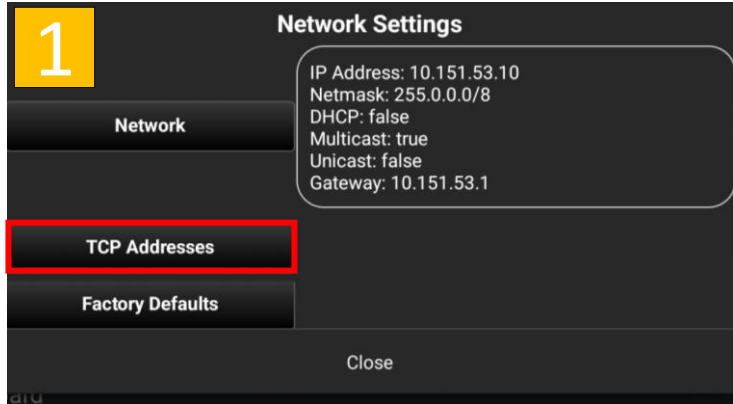 1
Network Settings
IP Address: 10.151.53.10
Netmask: 255.0.0.0/8
DHCP: false
Multicast: true
Unicast: false
Gateway: 10.151.53.1
Network
TCP Addresses
Factory Defaults
Close